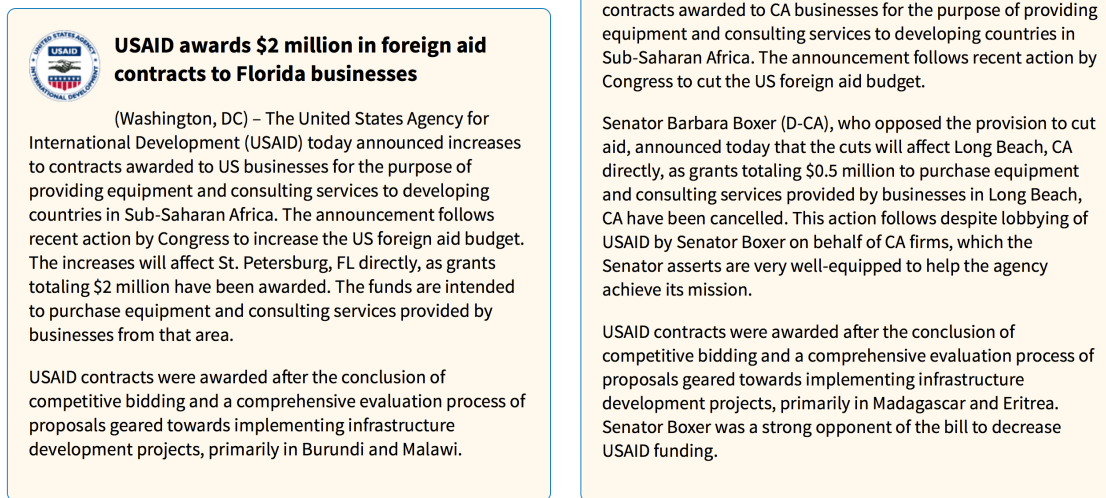 UNITED STATES AGENCY
USAID
INTERNATIONAL DEVELOPMENT
USAID awards $2 million in foreign aid
contracts to Florida businesses
(Washington, DC) – The United States Agency for
International Development (USAID) today announced increases
to contracts awarded to US businesses for the purpose of
providing equipment and consulting services to developing
countries in Sub-Saharan Africa. The announcement follows
recent action by Congress to increase the US foreign aid budget.
The increases will affect St. Petersburg, FL directly, as grants
totaling $2 million have been awarded. The funds are intended
to purchase equipment and consulting services provided by
businesses from that area.
USAID contracts were awarded after the conclusion of
competitive bidding and a comprehensive evaluation process of
proposals geared towards implementing infrastructure
development projects, primarily in Burundi and Malawi.
contracts awarded to CA businesses for the purpose of providing
equipment and consulting services to developing countries in
Sub-Saharan Africa. The announcement follows recent action by
Congress to cut the US foreign aid budget.
Senator Barbara Boxer (D-CA), who opposed the provision to cut
aid, announced today that the cuts will affect Long Beach, CA
directly, as grants totaling $0.5 million to purchase equipment
and consulting services provided by businesses in Long Beach,
CA have been cancelled. This action follows despite lobbying of
USAID by Senator Boxer on behalf of CA firms, which the
Senator asserts are very well-equipped to help the agency
achieve its mission.
USAID contracts were awarded after the conclusion of
competitive bidding and a comprehensive evaluation process of
proposals geared towards implementing infrastructure
development projects, primarily in Madagascar and Eritrea.
Senator Boxer was a strong opponent of the bill to decrease
USAID funding.